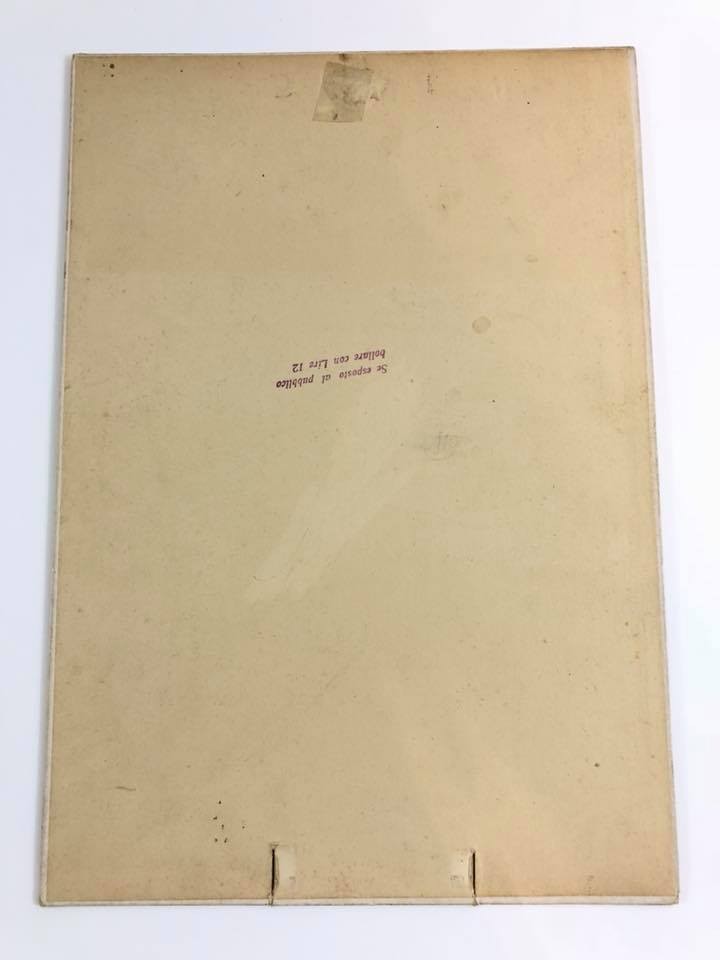 Se esposto al pubblico
bollare con Lire 12